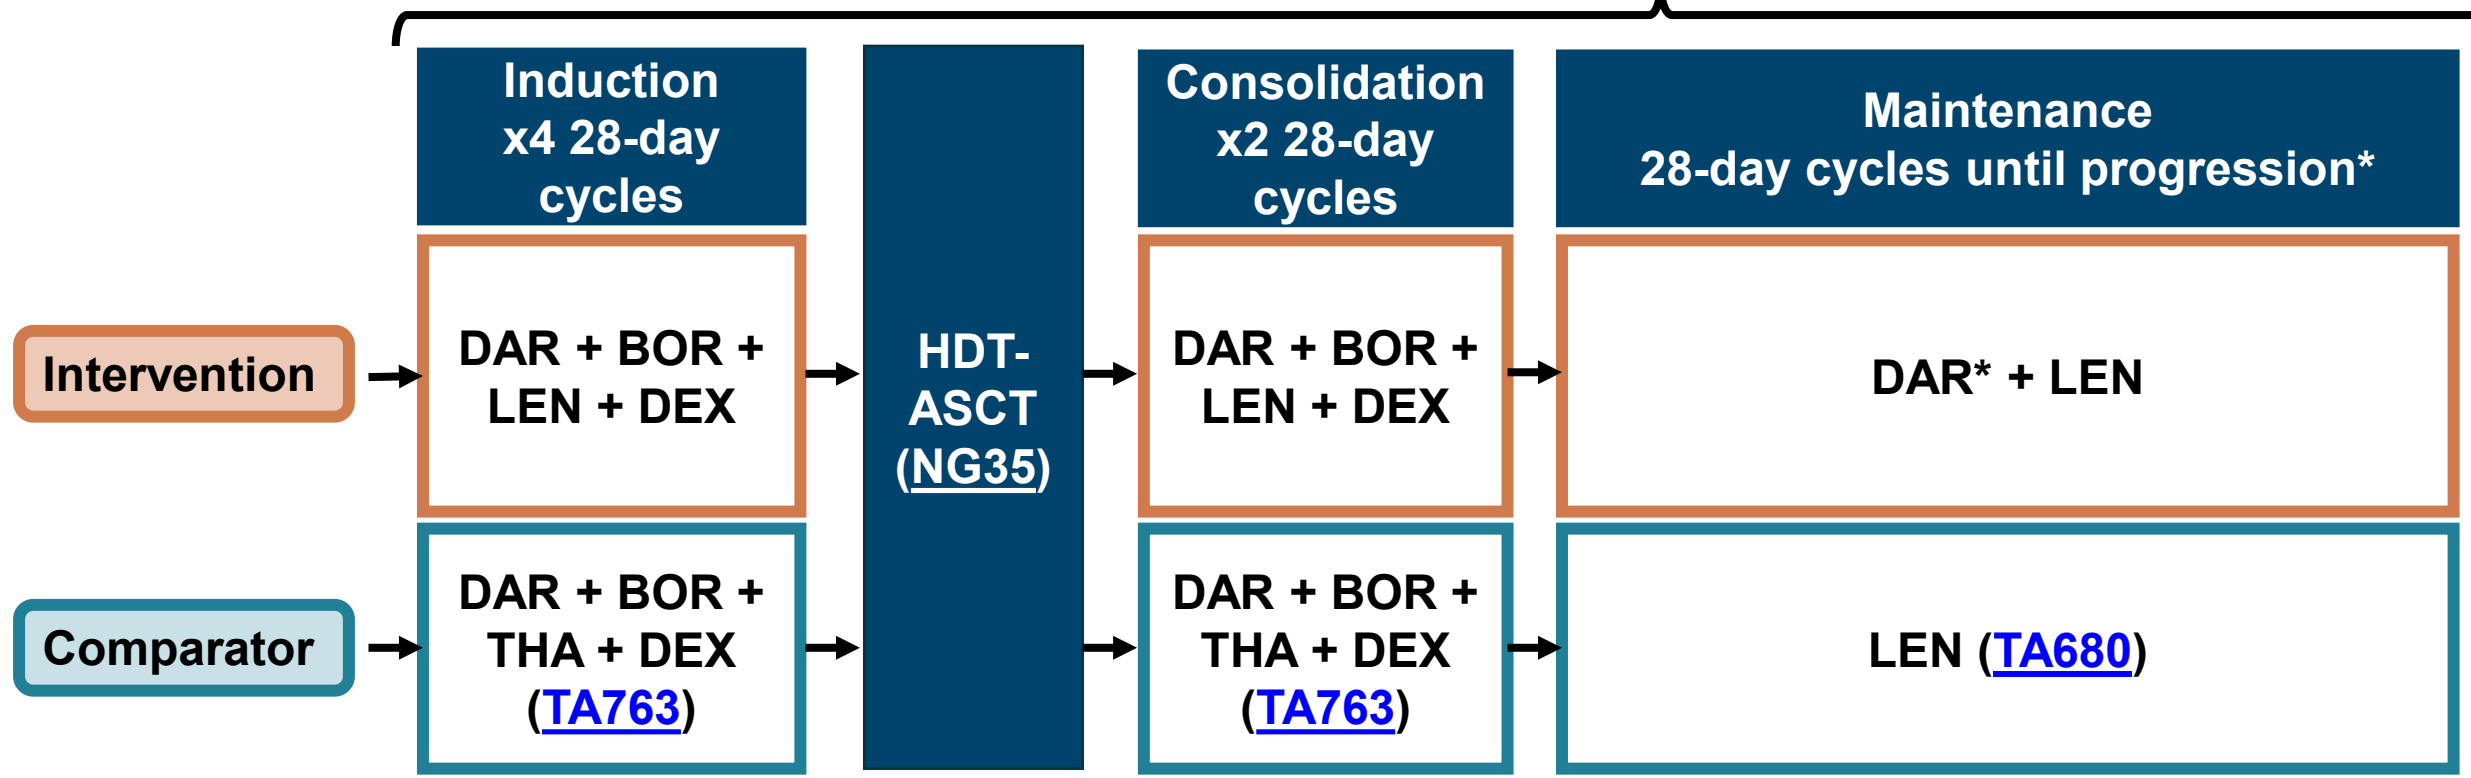 Induction
x4 28-day
cycles
Consolidation
x2 28-day
cycles
Maintenance
28-day cycles until progression*
Intervention
DAR + BOR +
LEN + DEX
HDT-
ASCT
(NG35)
DAR + BOR +
LEN + DEX
DAR* + LEN
Comparator
DAR + BOR +
THA + DEX
(TA763)
DAR + BOR +
THA + DEX
(TA763)
LEN (TA680)